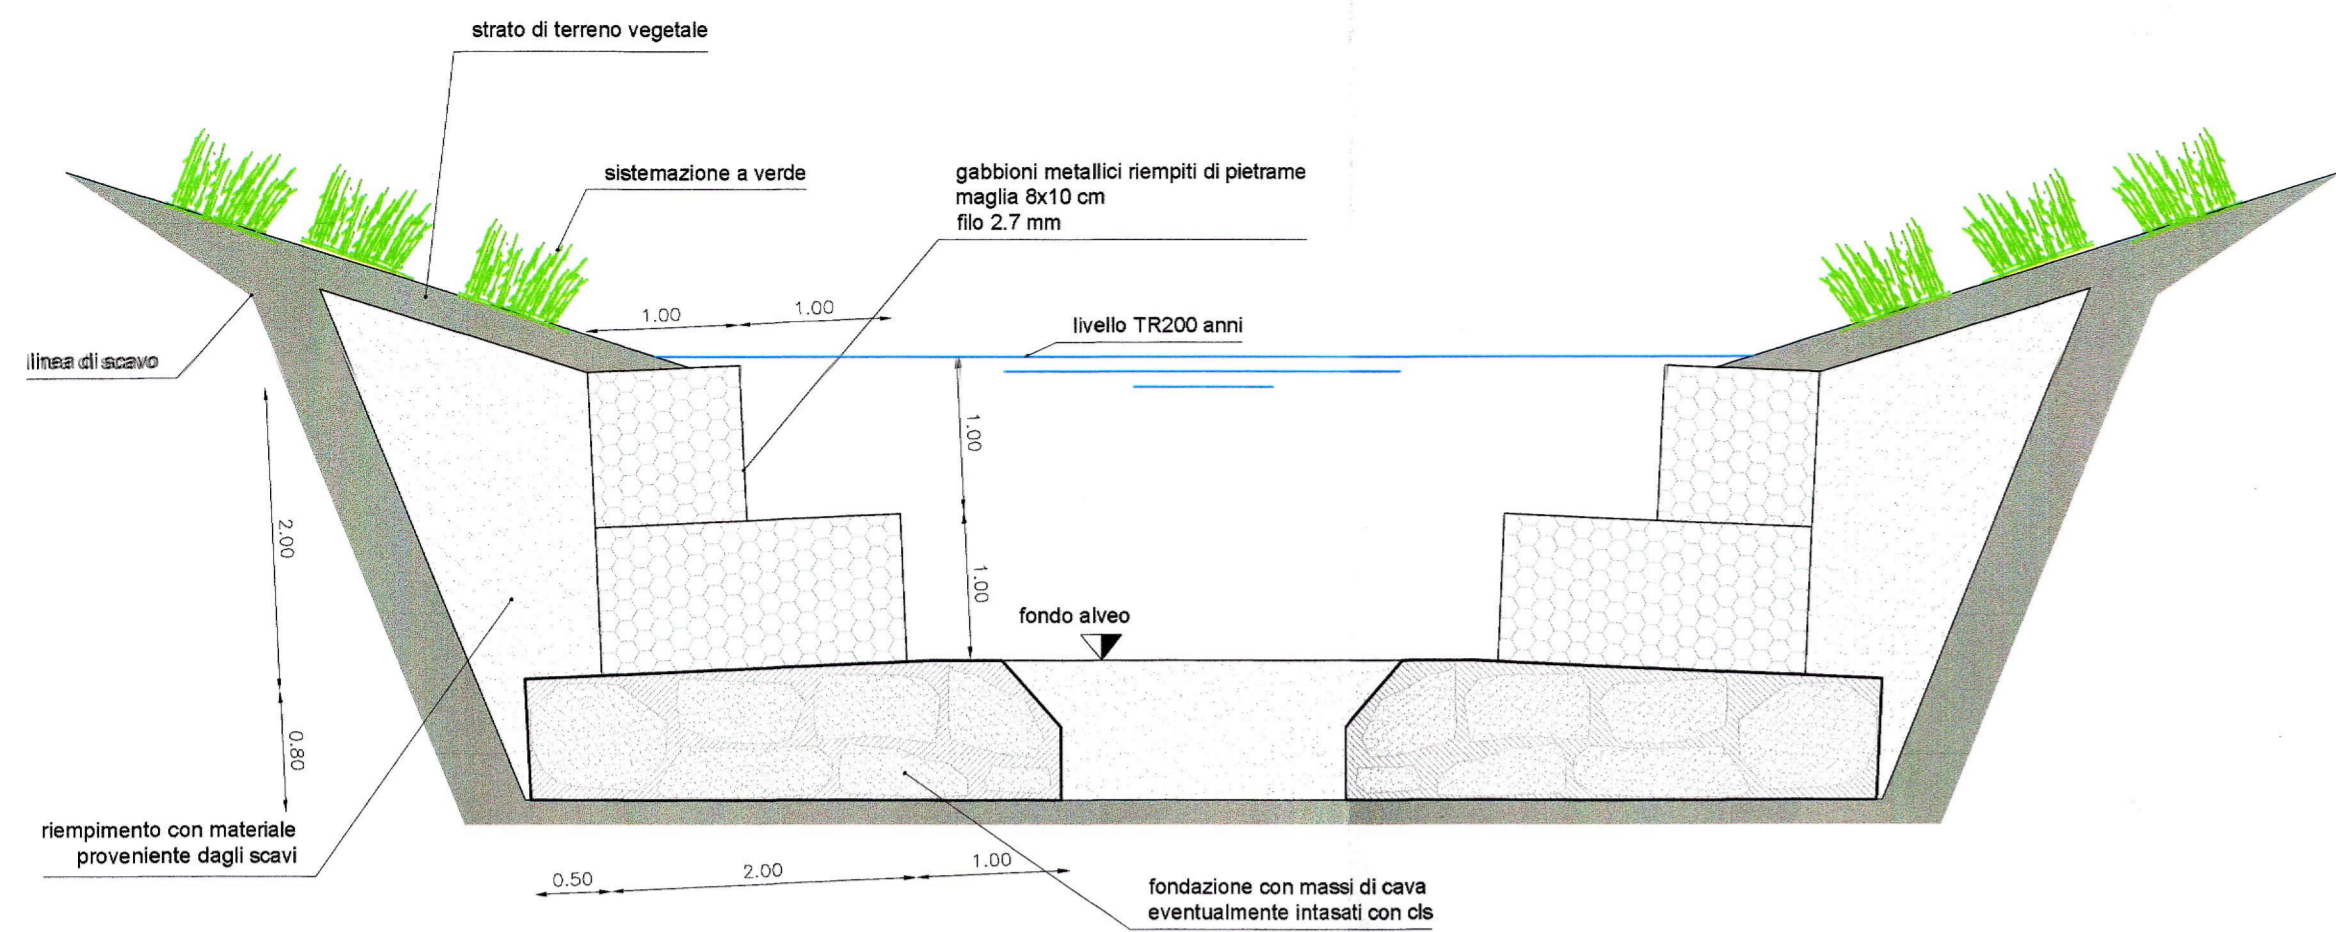 strato di terreno vegetale
sistemazione a verde
gabbioni metallici riempiti di pietrame
maglia 8x10 cm
filo 2.7 mm
1.00
1.00
livello TR200 anni
linea di scavo
1.00
2.00
1.00
fondo alveo
0.80
riempimento con materiale
proveniente dagli scavi
0.50
2.00
1.00
fondazione con massi di cava
eventualmente intasati con cls